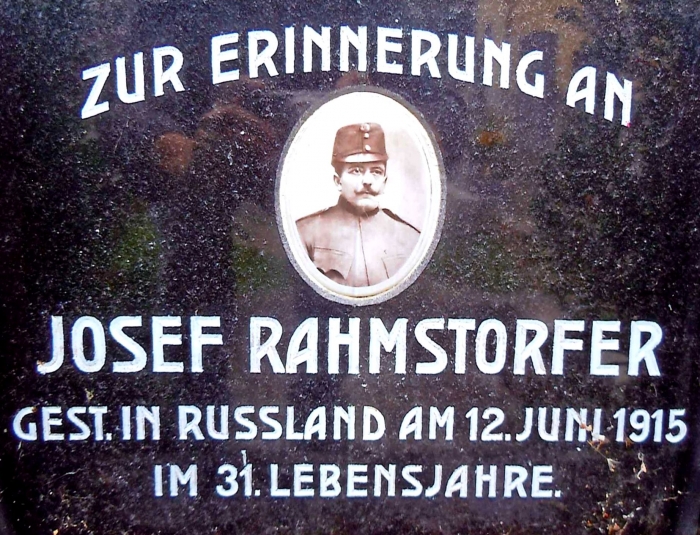 ZUR ERINNERUNG AN
JOSEF RAHMSTORFER
GEST. IN RUSSLAND AM 12. JUNI 1915
IM 31. LEBENSJAHRE.